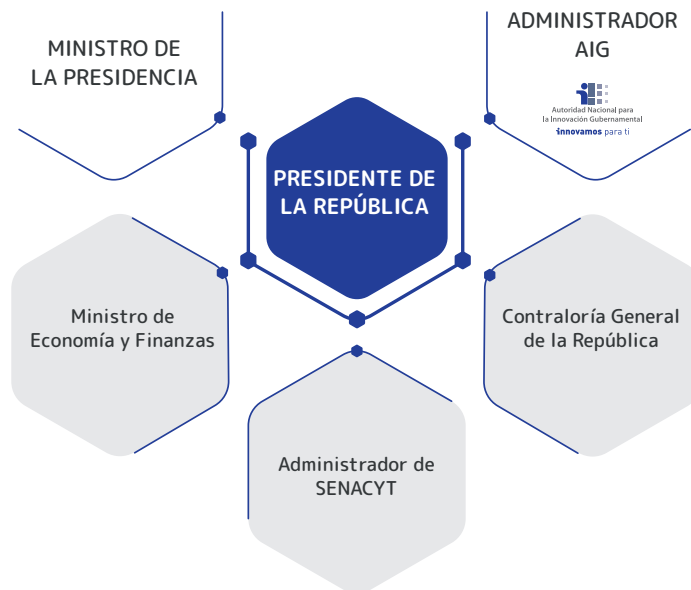 MINISTRO DE
LA PRESIDENCIA
ADMINISTRADOR
AIG
Autoridad Nacional para
la Innovación Gubernamental
innovamos para ti
PRESIDENTE DE
LA REPÚBLICA
Ministro de
Economía y Finanzas
Contraloría General
de la República
Administrador de
SENACYT